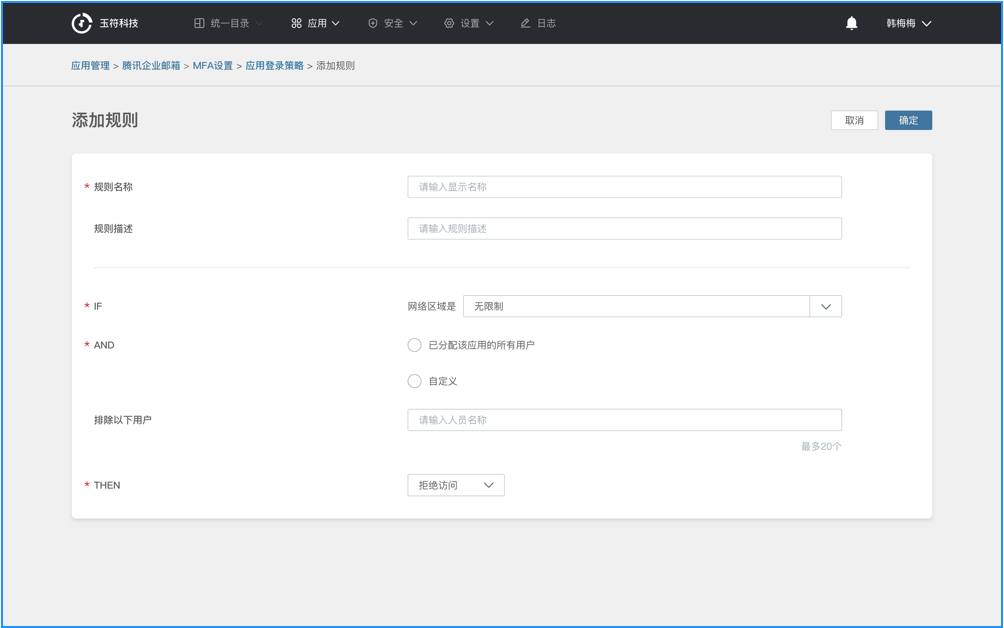 玉符科技 统一目录 应用 安全 设置 日志 韩梅梅
应用管理 > 腾讯企业邮箱 > MFA设置 > 应用登录策略 > 添加规则
添加规则 取消 确定
* 规则名称 请输入显示名称
规则描述 请输入规则描述
* IF 网络区域是 无限制
* AND 已分配该应用的所有用户
自定义
排除以下用户 请输入人员名称
最多20个
* THEN 拒绝访问